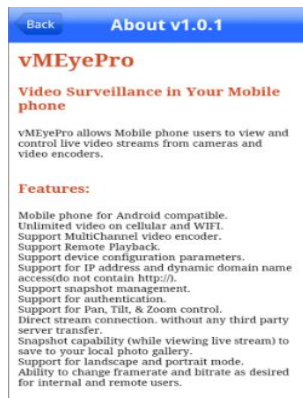 Back
About v1.0.1
vMEyePro
Video Surveillance in Your Mobile
phone
vMEyePro allows Mobile phone users to view and
control live video streams from cameras and
video encoders.
Features:
Mobile phone for Android compatible.
Unlimited video on cellular and WIFI.
Support MultiChannel video encoder.
Support Remote Playback.
Support device configuration parameters.
Support for IP address and dynamic domain name
access(do not contain http://).
Support snapshot management.
Support for authentication.
Support for Pan, Tilt, & Zoom control.
Direct stream connection. without any third party
server transfer.
Snapshot capability (while viewing live stream) to
save to your local photo gallery.
Support for landscape and portrait mode.
Ability to change framerate and bitrate as desired
for internal and remote users.